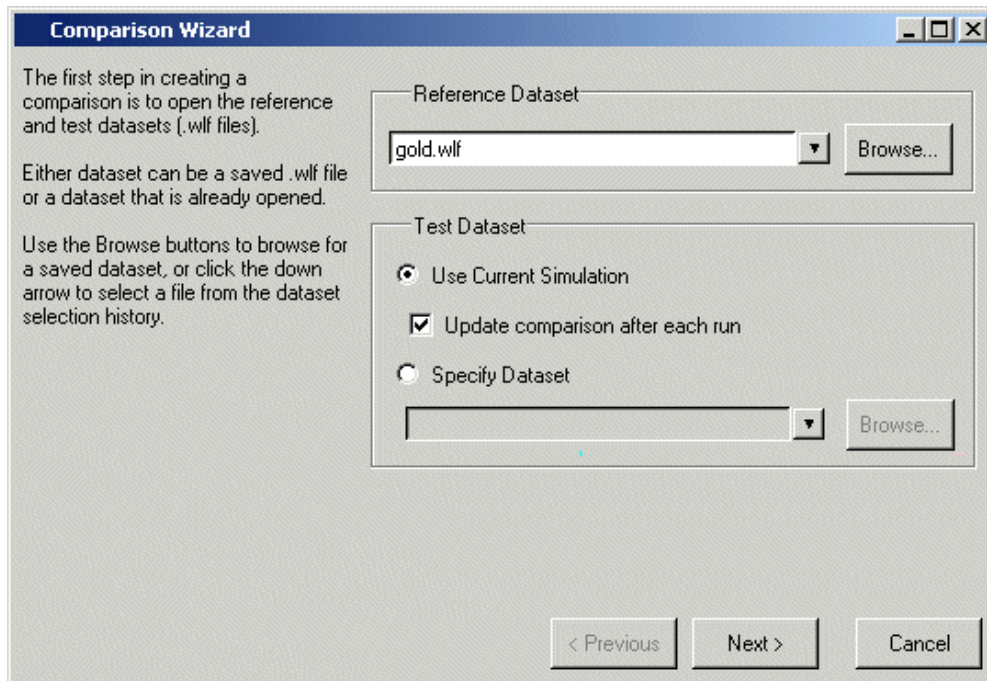 Comparison Wizard
The first step in creating a
comparison is to open the reference
and test datasets (.wlf files).
Either dataset can be a saved .wlf file
or a dataset that is already opened.
Use the Browse buttons to browse for
a saved dataset, or click the down
arrow to select a file from the dataset
selection history.
Reference Dataset
gold.wlf
Browse...
Test Dataset
Use Current Simulation
Update comparison after each run
Specify Dataset
Browse...
< Previous
Next >
Cancel